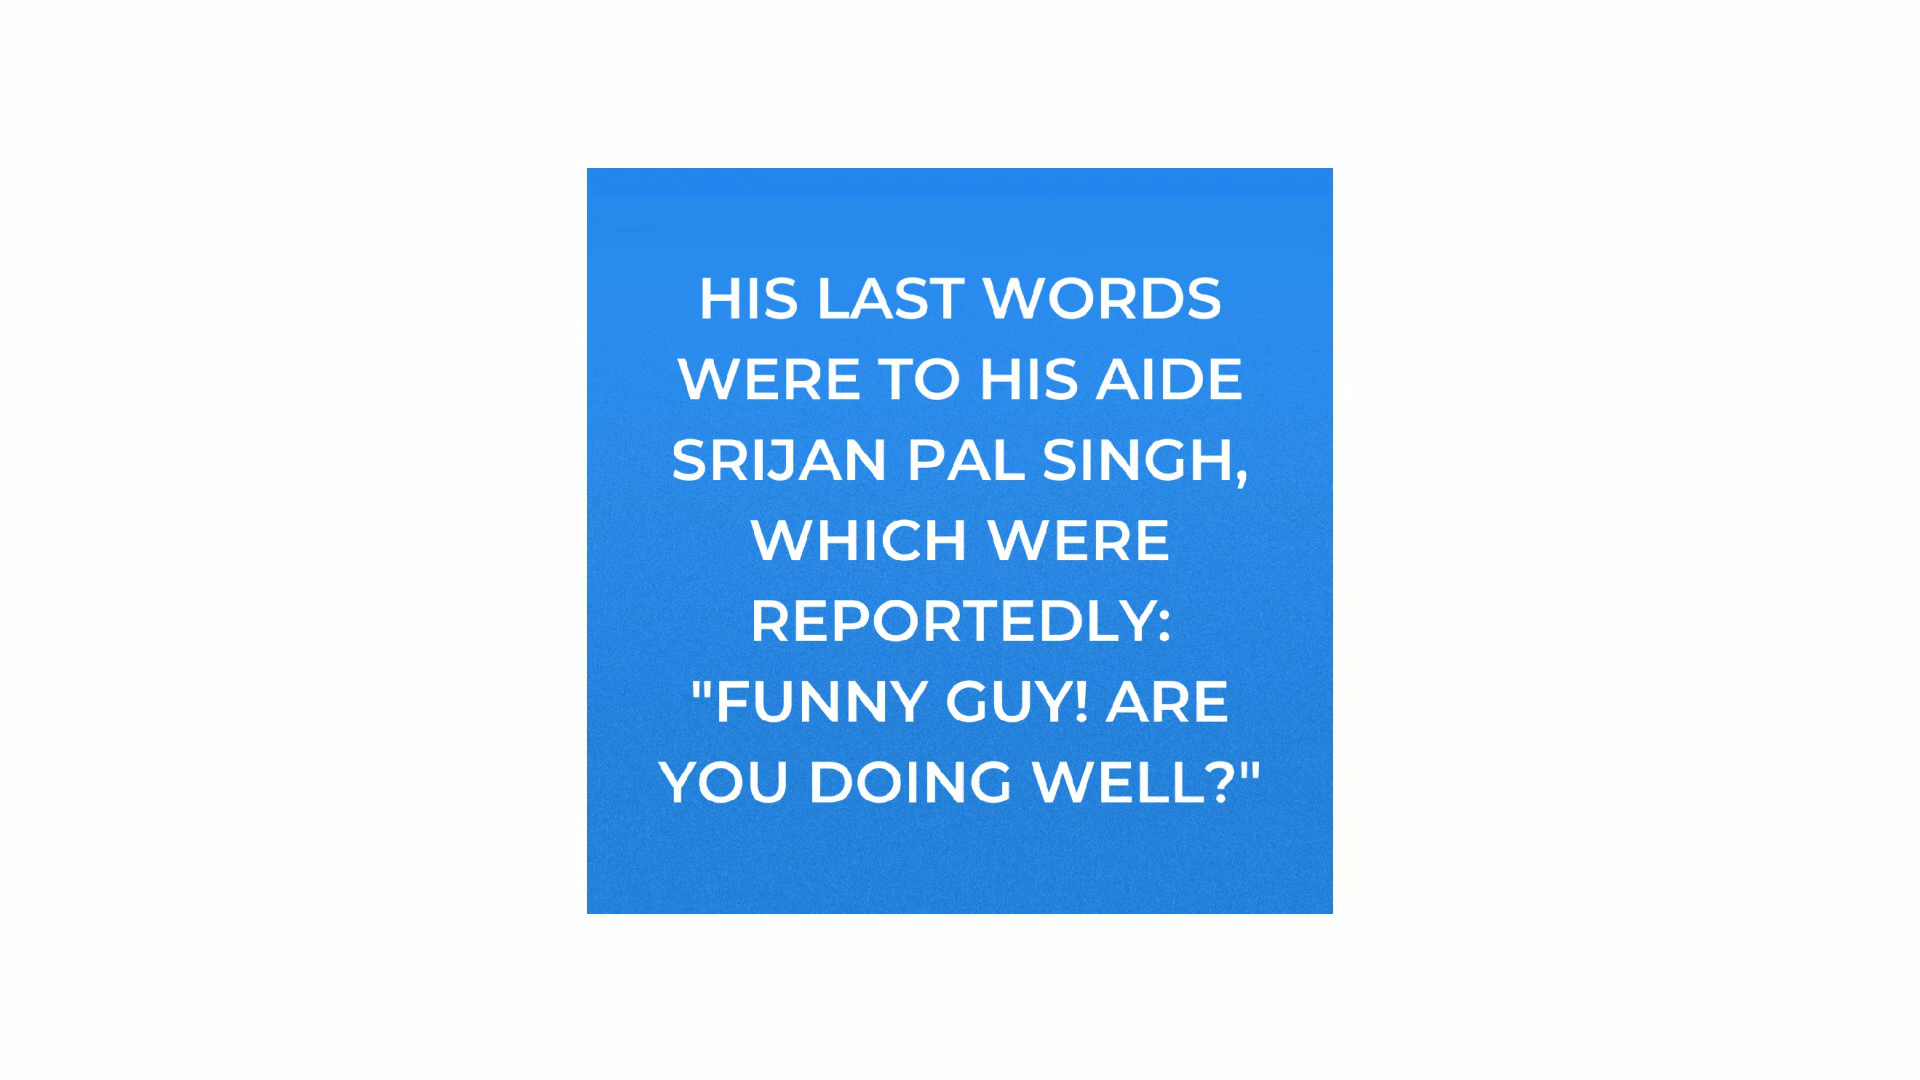 HIS LAST WORDS
WERE TO HIS AIDE
SRIJAN PAL SINGH,
WHICH WERE
REPORTEDLY:
"FUNNY GUY! ARE
YOU DOING WELL?"